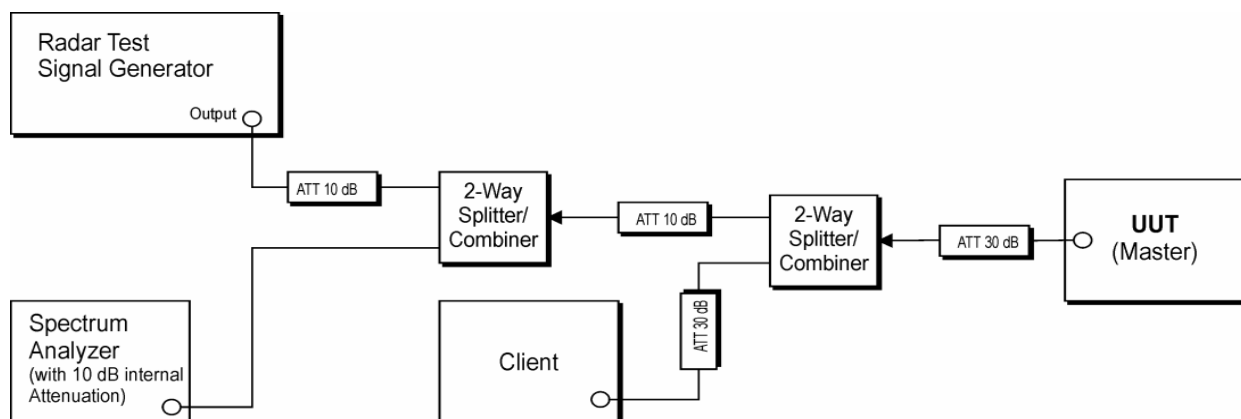 Radar Test
Signal Generator
Output
ATT 10 dB
2-Way
Splitter/
Combiner
ATT 10 dB
2-Way
Splitter/
Combiner
ATT 30 dB
UUT
(Master)
Spectrum
Analyzer
(with 10 dB internal
Attenuation)
Client
ATT 30 dB